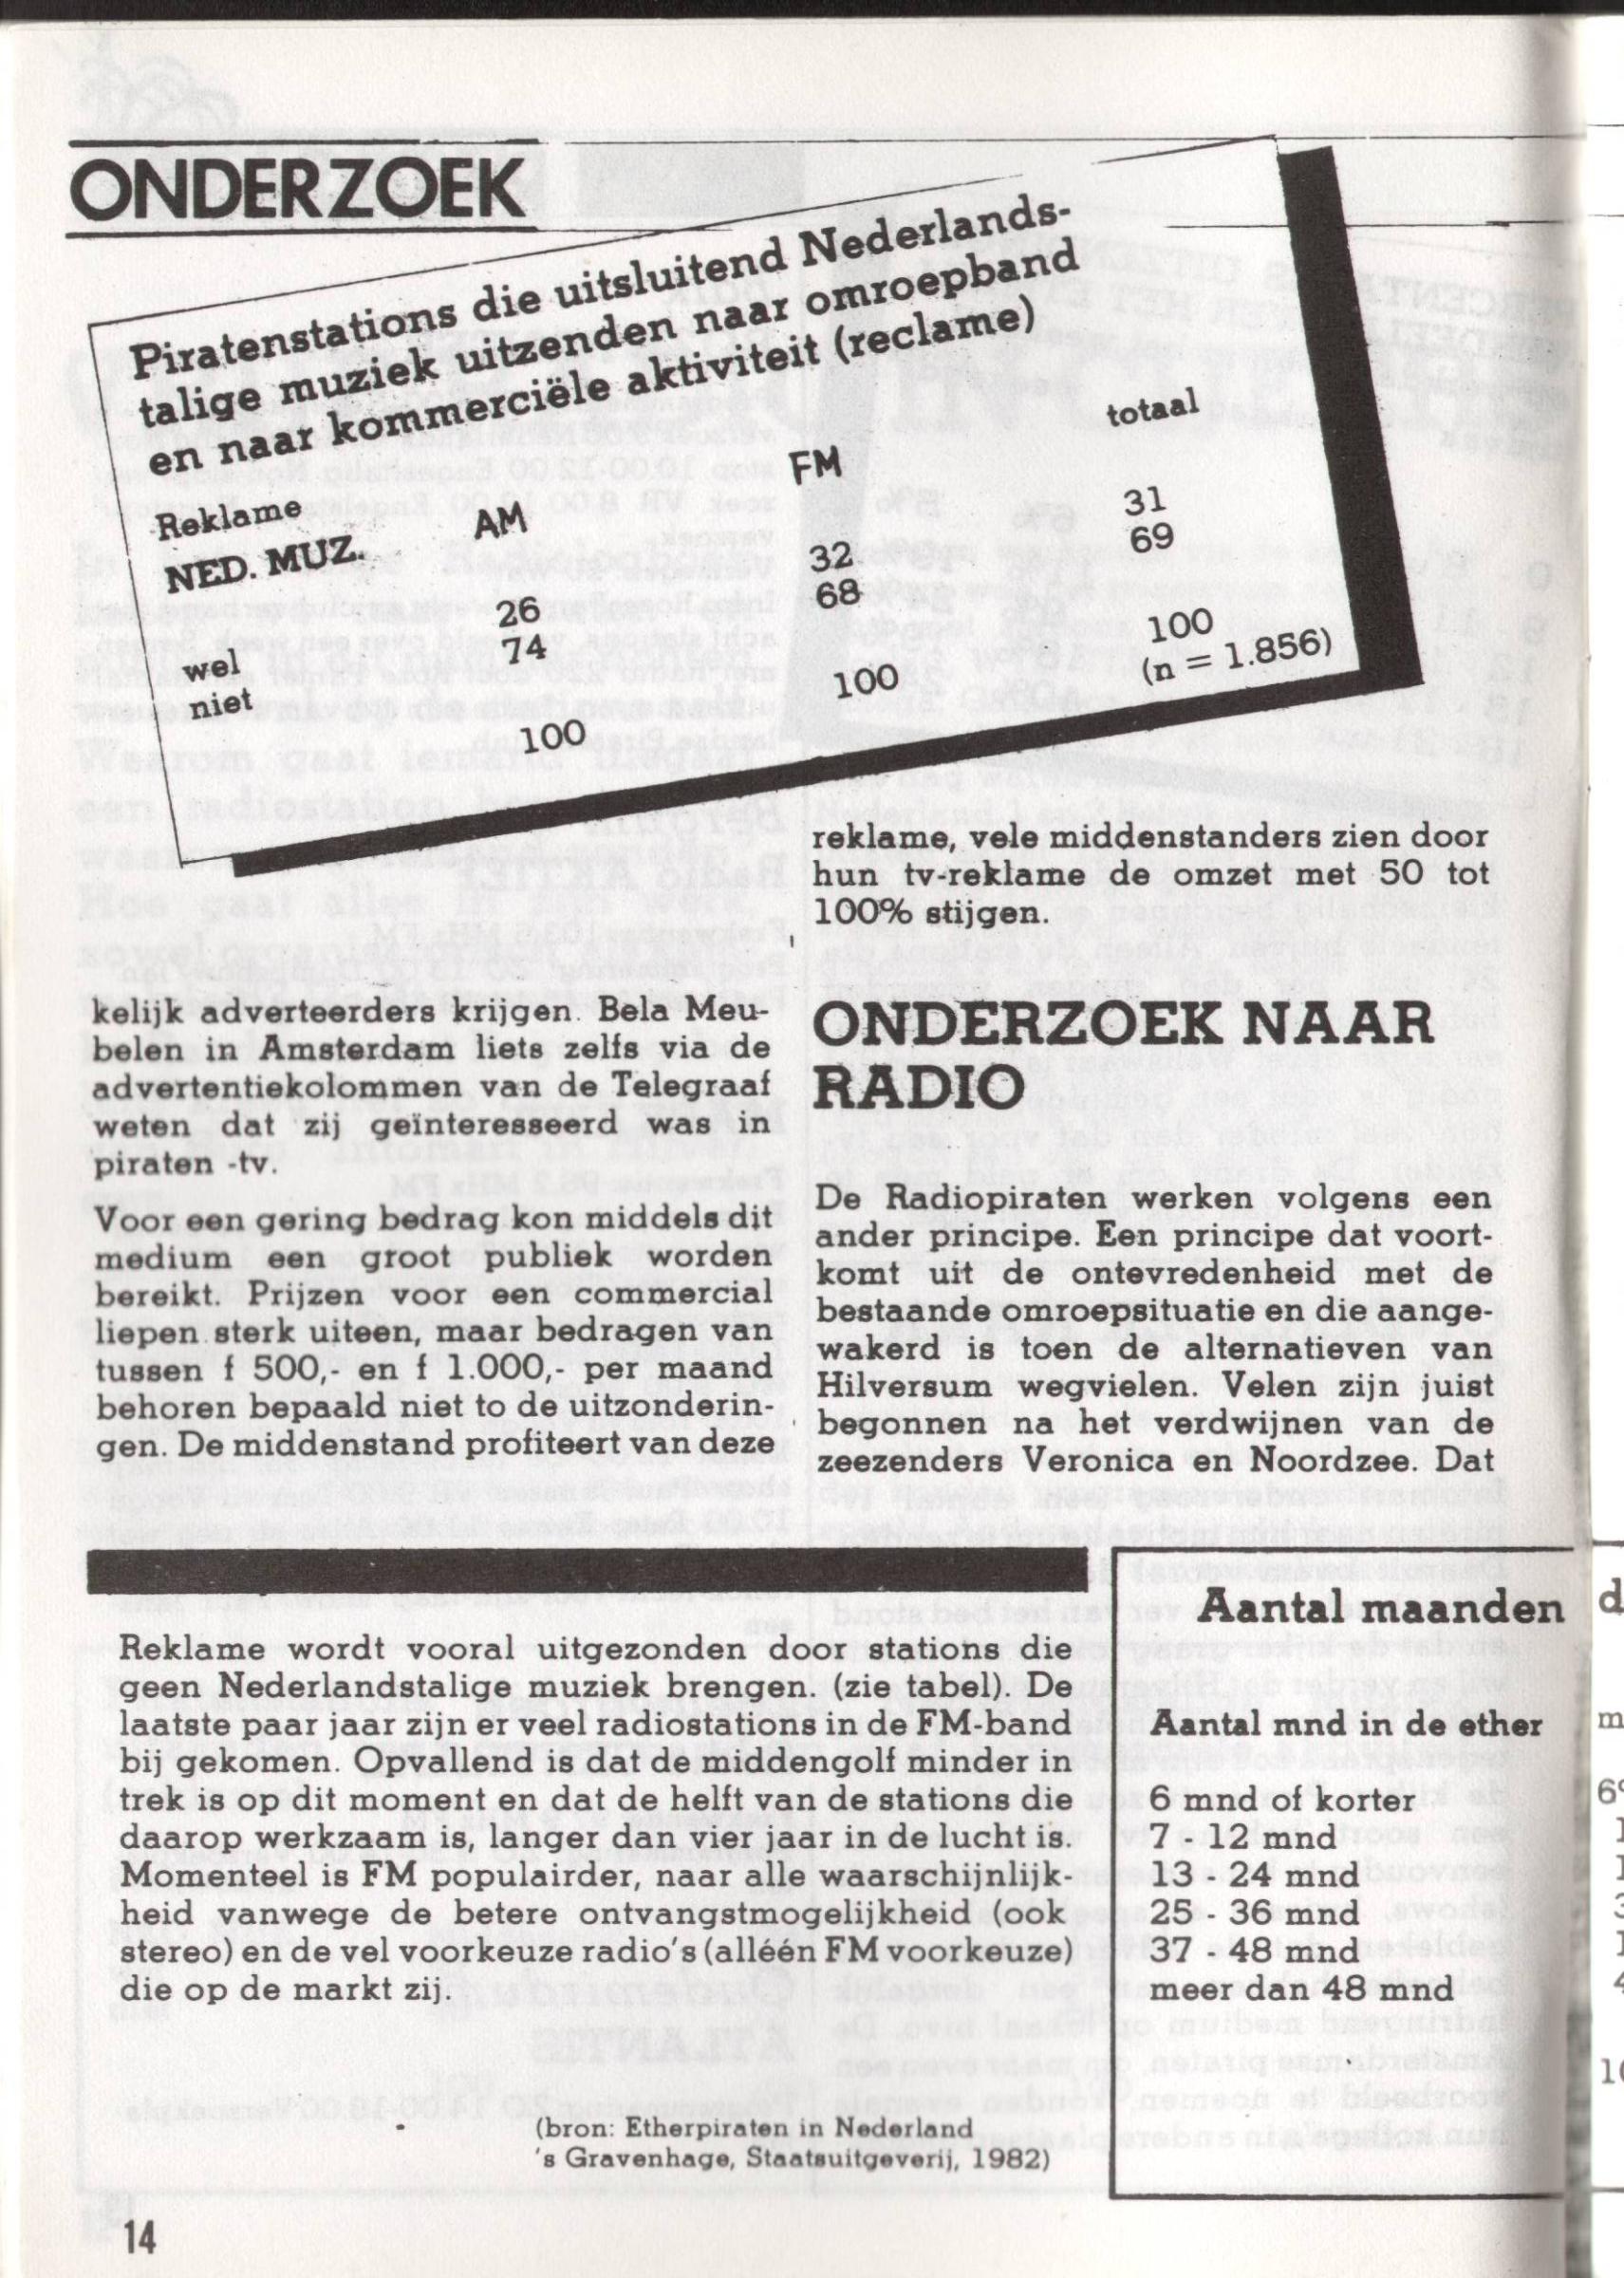 ONDERZOEK
Piratenstations die uitsluitend Nederlands-
talige muziek uitzenden naar omroepband
en naar kommerciële aktiviteit (reclame)
Reklame
NED. MUZ. AM FM totaal
wel 26 32 31
niet 74 68 69
100 100 100
(n = 1.856)
kelijk adverteerders krijgen. Bela Meu-
belen in Amsterdam liets zelfs via de
advertentiekolommen van de Telegraaf
weten dat zij geïnteresseerd was in
piraten -tv.
Voor een gering bedrag kon middels dit
medium een groot publiek worden
bereikt. Prijzen voor een commercial
liepen sterk uiteen, maar bedragen van
tussen f 500,- en f 1.000,- per maand
behoren bepaald niet to de uitzonderin-
gen. De middenstand profiteert van deze
reklame, vele middenstanders zien door
hun tv-reklame de omzet met 50 tot
100% stijgen.
ONDERZOEK NAAR
RADIO
De Radiopiraten werken volgens een
ander principe. Een principe dat voort-
komt uit de ontevredenheid met de
bestaande omroepsituatie en die aange-
wakerd is toen de alternatieven van
Hilversum wegvielen. Velen zijn juist
begonnen na het verdwijnen van de
zeezenders Veronica en Noordzee. Dat
Reklame wordt vooral uitgezonden door stations die
geen Nederlandstalige muziek brengen. (zie tabel). De
laatste paar jaar zijn er veel radiostations in de FM-band
bij gekomen. Opvallend is dat de middengolf minder in
trek is op dit moment en dat de helft van de stations die
daarop werkzaam is, langer dan vier jaar in de lucht is.
Momenteel is FM populairder, naar alle waarschijnlijk-
heid vanwege de betere ontvangstmogelijkheid (ook
stereo) en de vel voorkeuze radio's (alléén FM voorkeuze)
die op de markt zij.
(bron: Etherpiraten in Nederland
's Gravenhage, Staatsuitgeverij, 1982)
Aantal maanden
Aantal mnd in de ether
6 mnd of korter
7 - 12 mnd
13 - 24 mnd
25 - 36 mnd
37 - 48 mnd
meer dan 48 mnd
14